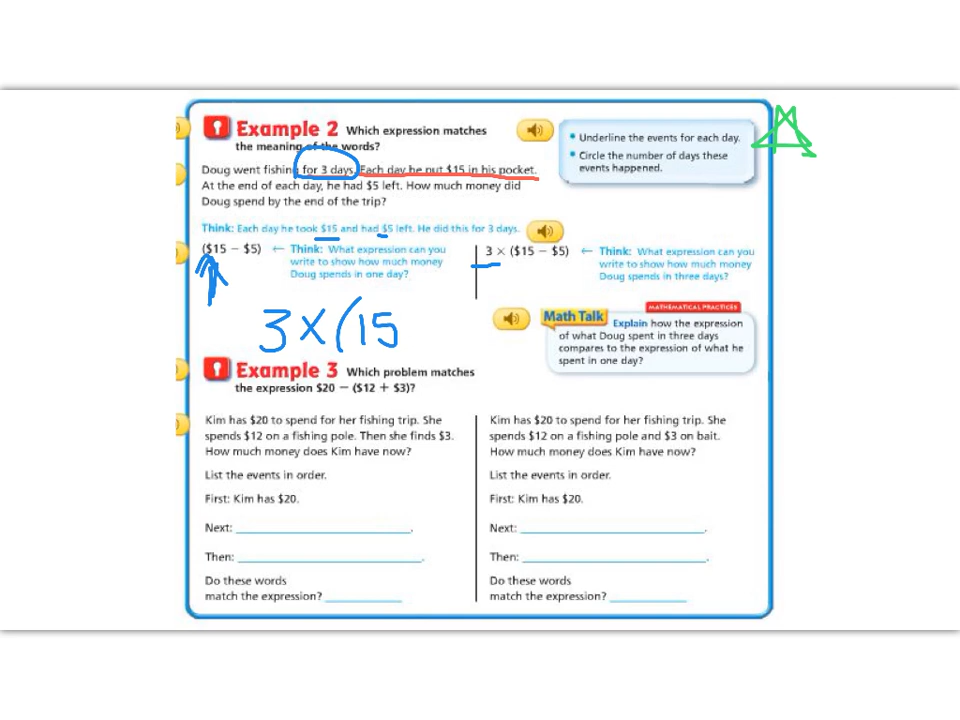 Example 2 Which expression matches
the meaning of the words?
• Underline the events for each day.
• Circle the number of days these
events happened.
Doug went fishing for 3 days. Each day he put $15 in his pocket.
At the end of each day, he had $5 left. How much money did
Doug spend by the end of the trip?
Think: Each day he took $15 and had $5 left. He did this for 3 days.
($15 − $5) ← Think: What expression can you
write to show how much money
Doug spends in one day?
3 × ($15 − $5) ← Think: What expression can you
write to show how much money
Doug spends in three days?
3 × (15
MATHEMATICAL PRACTICES
Math Talk Explain how the expression
of what Doug spent in three days
compares to the expression of what he
spent in one day?
Example 3 Which problem matches
the expression $20 − ($12 + $3)?
Kim has $20 to spend for her fishing trip. She
spends $12 on a fishing pole. Then she finds $3.
How much money does Kim have now?
List the events in order.
First: Kim has $20.
Next: .
Then: .
Do these words
match the expression?
Kim has $20 to spend for her fishing trip. She
spends $12 on a fishing pole and $3 on bait.
How much money does Kim have now?
List the events in order.
First: Kim has $20.
Next: .
Then: .
Do these words
match the expression?